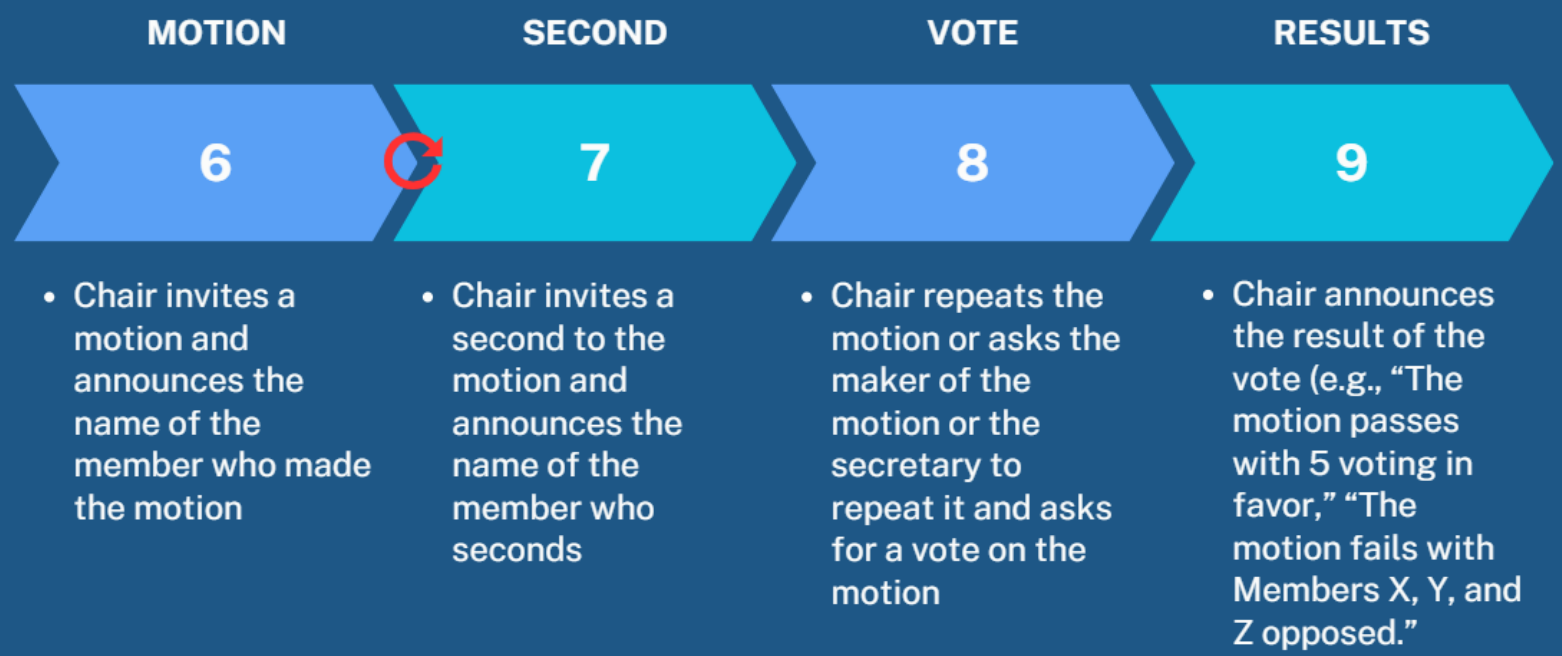 MOTION
SECOND
VOTE
RESULTS
6
7
8
9
• Chair invites a
motion and
announces the
name of the
member who made
the motion
• Chair invites a
second to the
motion and
announces the
name of the
member who
seconds
• Chair repeats the
motion or asks the
maker of the
motion or the
secretary to
repeat it and asks
for a vote on the
motion
• Chair announces
the result of the
vote (e.g., “The
motion passes
with 5 voting in
favor,” “The
motion fails with
Members X, Y, and
Z opposed.”